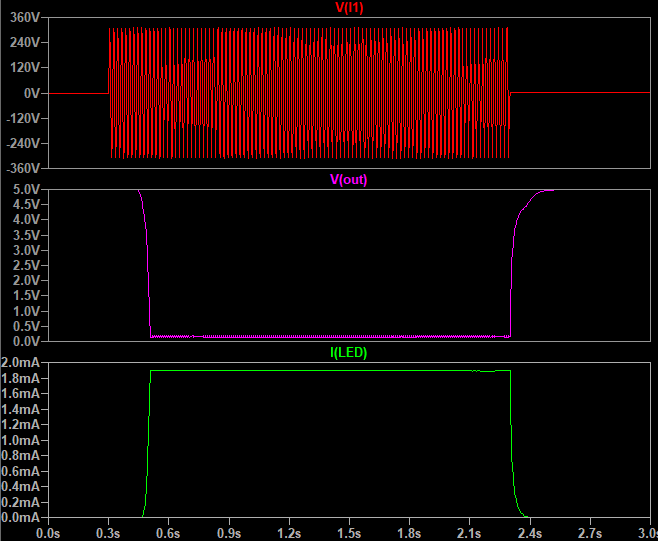 V(l1)
360V
240V
120V
0V
-120V
-240V
-360V
V(out)
5.0V
4.5V
4.0V
3.5V
3.0V
2.5V
2.0V
1.5V
1.0V
0.5V
0.0V
I(LED)
2.0mA
1.8mA
1.6mA
1.4mA
1.2mA
1.0mA
0.8mA
0.6mA
0.4mA
0.2mA
0.0mA
0.0s 0.3s 0.6s 0.9s 1.2s 1.5s 1.8s 2.1s 2.4s 2.7s 3.0s